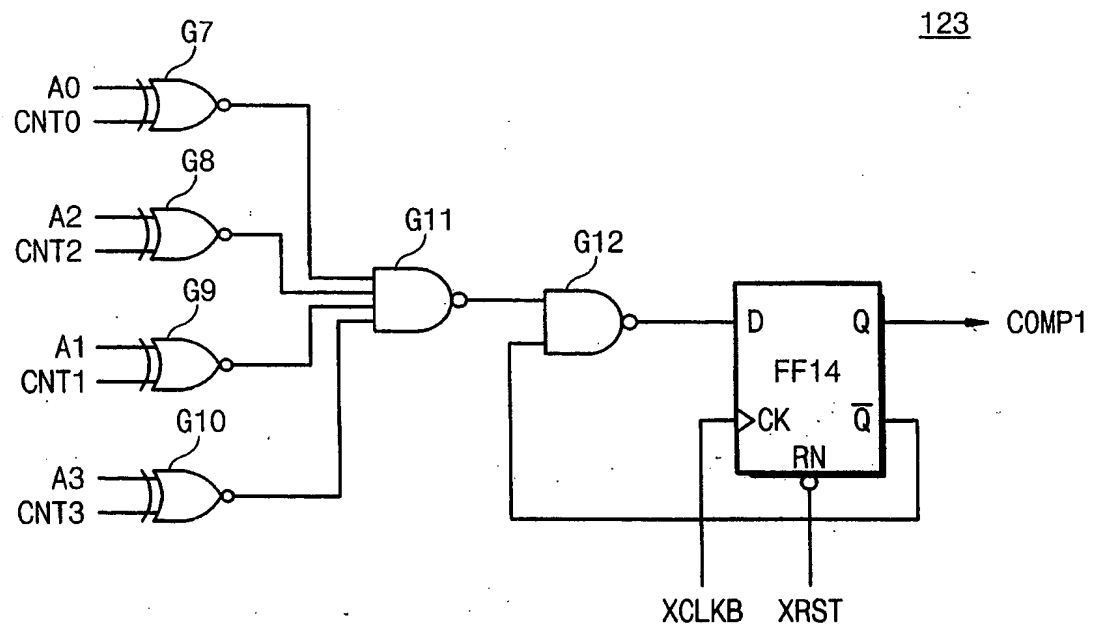 123
G7
A0
CNT0
G8
A2
CNT2
G11
G12
G9
A1
CNT1
D
Q
COMP1
FF14
CK
Q̅
RN
G10
A3
CNT3
XCLKB
XRST